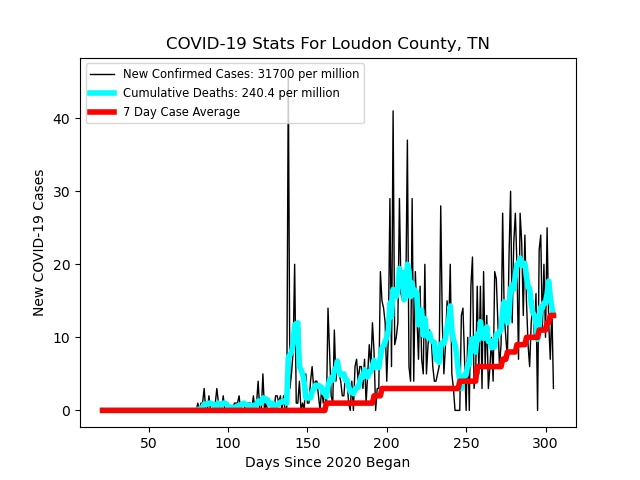 COVID-19 Stats For Loudon County, TN
New Confirmed Cases: 31700 per million
Cumulative Deaths: 240.4 per million
7 Day Case Average
New COVID-19 Cases
40
30
20
10
0
50 100 150 200 250 300
Days Since 2020 Began